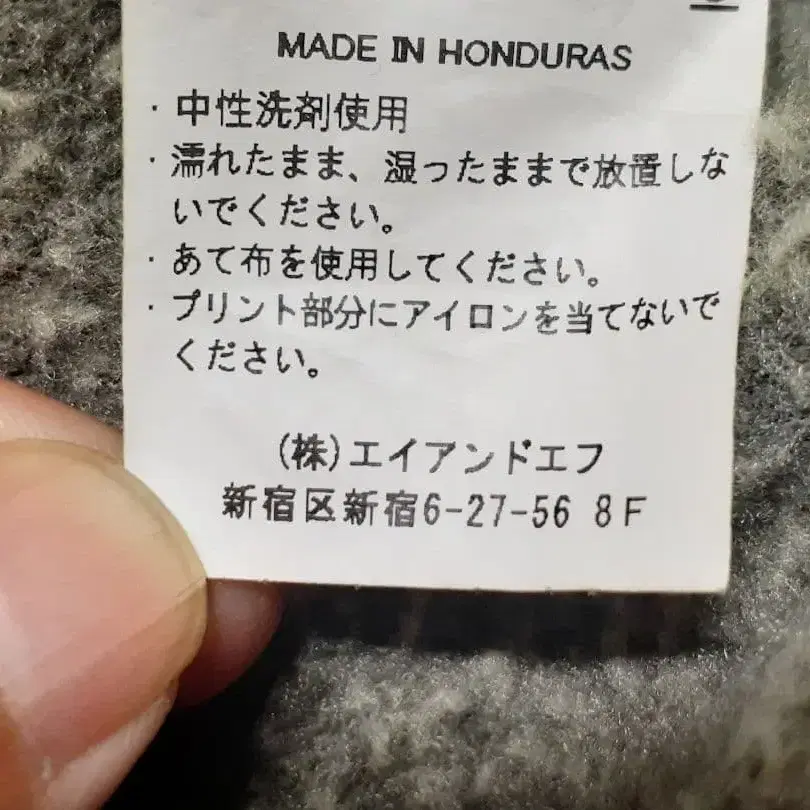 MADE IN HONDURAS
・中性洗剤使用
・濡れたまま、湿ったままで放置しな
いでください。
・あて布を使用してください。
・プリント部分にアイロンを当てないで
ください。
(株)エイアンドエフ
新宿区新宿6-27-56 8F